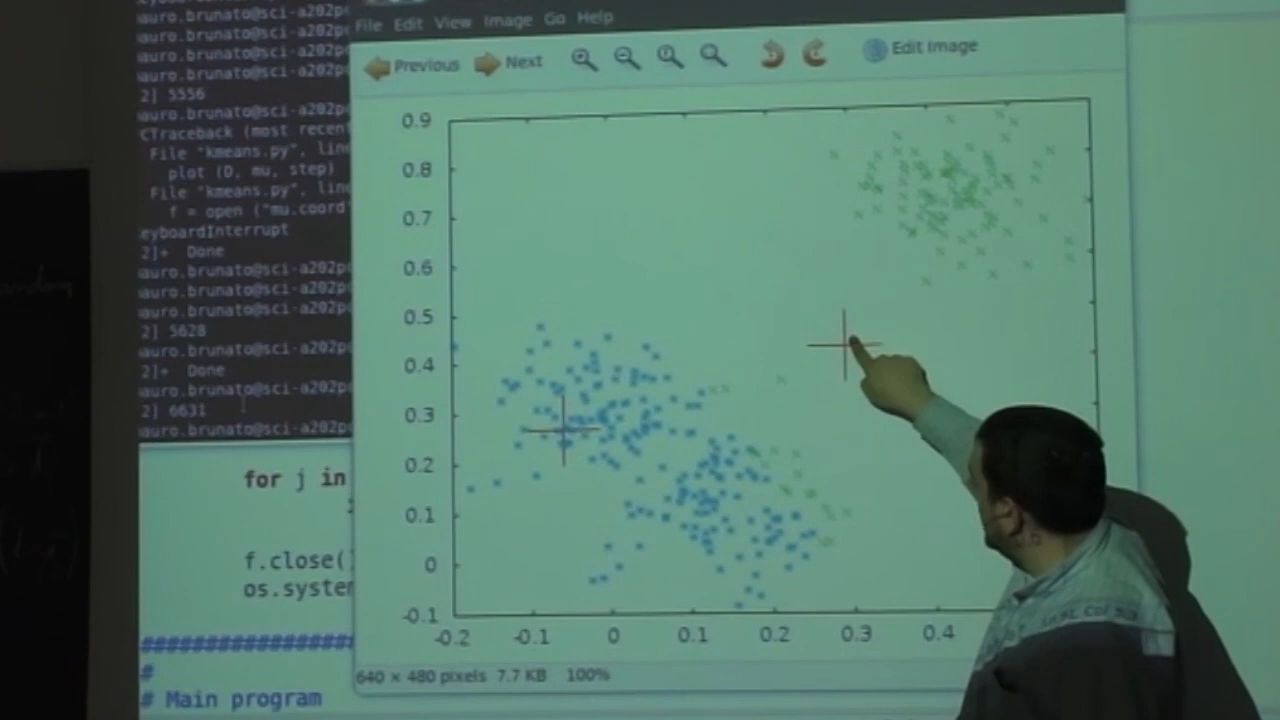 File Edit View Image Go Help
Previous Next Edit Image
auro.brunato@sci-a202p
auro.brunato@sci-a202p
auro.brunato@sci-a202p
2] 5556
auro.brunato@sci-a202p
CTraceback (most recen
File "kmeans.py", lin
plot (D, mu, step)
File "kmeans.py", lin
f = open ("mu.coord
eyboardInterrupt
2]+ Done
auro.brunato@sci-a202p
auro.brunato@sci-a202p
auro.brunato@sci-a202p
2] 5628
auro.brunato@sci-a202p
2]+ Done
auro.brunato@sci-a202p
2] 6631
auro.brunato@sci-a202p
for j in
f.close(
os.system
################
#
# Main program
0.9
0.8
0.7
0.6
0.5
0.4
0.3
0.2
0.1
0
-0.1
-0.2 -0.1 0 0.1 0.2 0.3 0.4
640 × 480 pixels 7.7 KB 100%